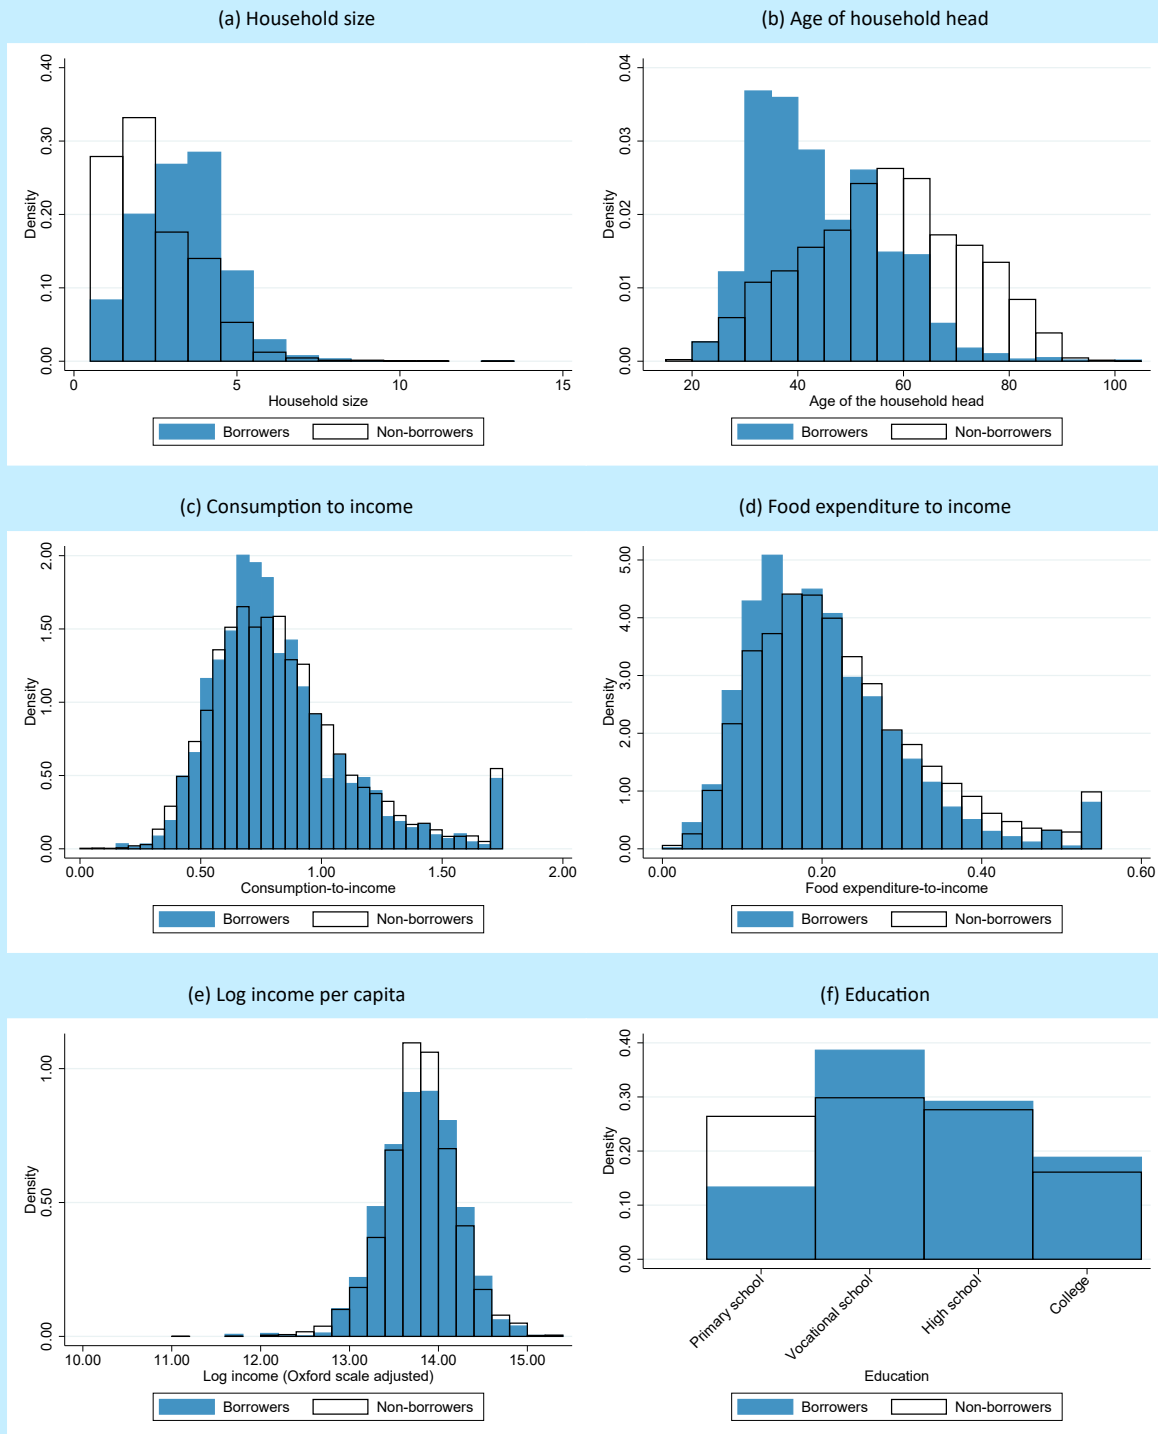 (a) Household size
(b) Age of household head
0.40
0.30
0.20
0.10
0.00
Density
0 5 10 15
Household size
Borrowers Non-borrowers
0.04
0.03
0.02
0.01
0.00
Density
20 40 60 80 100
Age of the household head
Borrowers Non-borrowers
(c) Consumption to income
(d) Food expenditure to income
2.00
1.50
1.00
0.50
0.00
Density
0.00 0.50 1.00 1.50 2.00
Consumption-to-income
Borrowers Non-borrowers
5.00
4.00
3.00
2.00
1.00
0.00
Density
0.00 0.20 0.40 0.60
Food expenditure-to-income
Borrowers Non-borrowers
(e) Log income per capita
(f) Education
1.00
0.50
0.00
Density
10.00 11.00 12.00 13.00 14.00 15.00
Log income (Oxford scale adjusted)
Borrowers Non-borrowers
0.40
0.30
0.20
0.10
0.00
Density
Primary school
Vocational school
High school
College
Education
Borrowers Non-borrowers